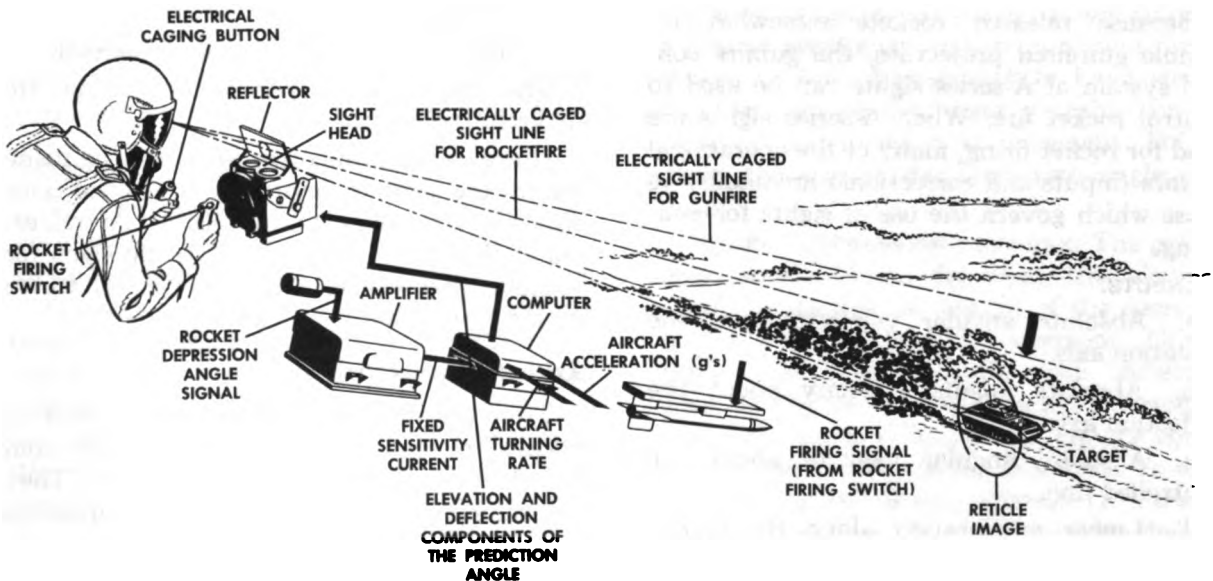 ELECTRICAL
CAGING BUTTON
REFLECTOR
SIGHT
HEAD
ELECTRICALLY CAGED
SIGHT LINE
FOR ROCKETFIRE
ELECTRICALLY CAGED
SIGHT LINE
FOR GUNFIRE
ROCKET
FIRING
SWITCH
AMPLIFIER
COMPUTER
ROCKET
DEPRESSION
ANGLE
SIGNAL
AIRCRAFT
ACCELERATION (g's)
FIXED
SENSITIVITY
CURRENT
AIRCRAFT
TURNING
RATE
ELEVATION AND
DEFLECTION
COMPONENTS OF
THE PREDICTION
ANGLE
ROCKET
FIRING SIGNAL
(FROM ROCKET
FIRING SWITCH)
TARGET
RETICLE
IMAGE